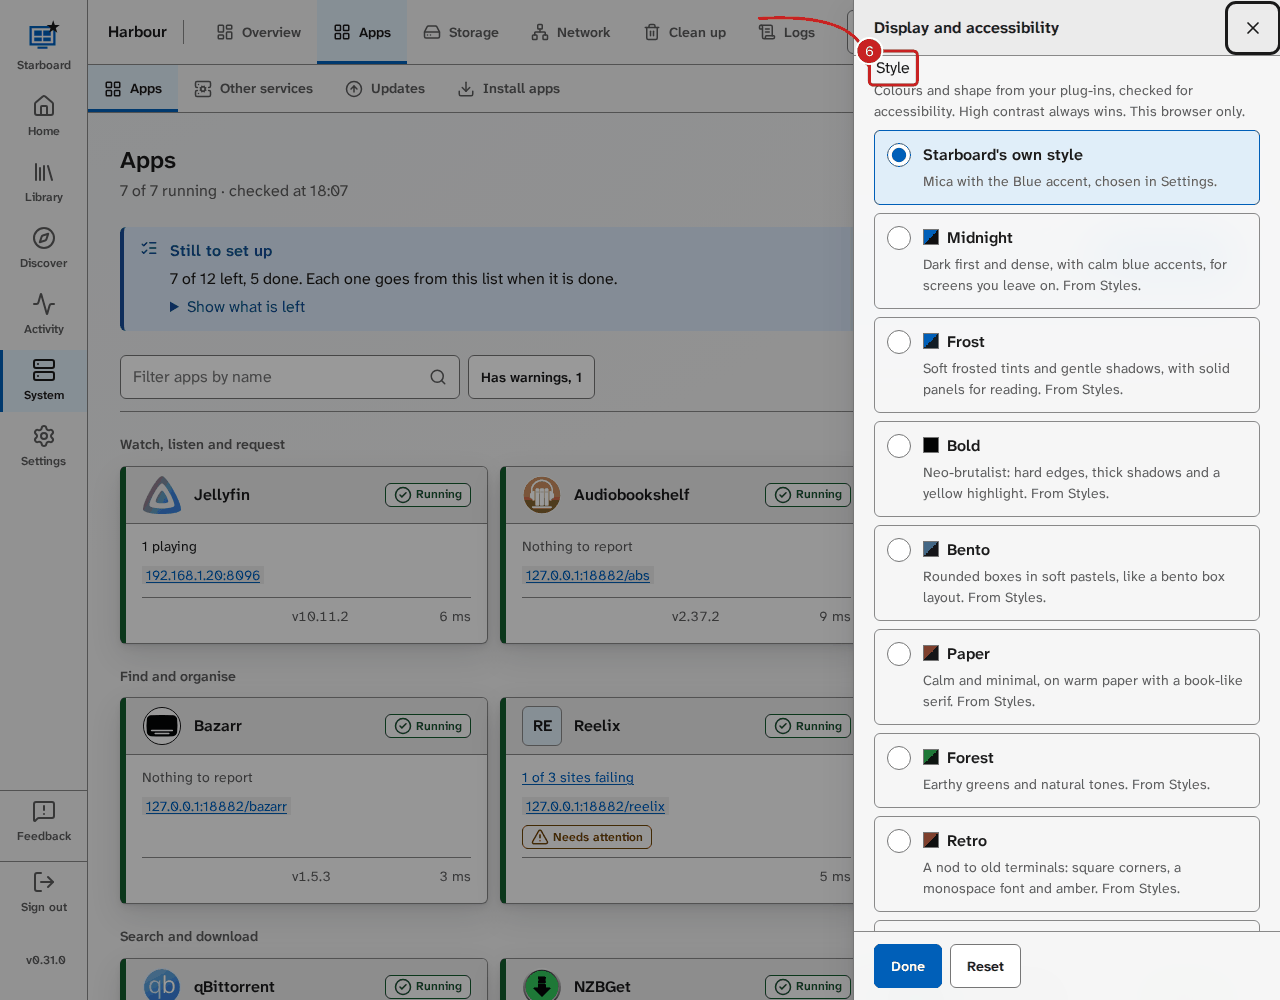 Starboard
Home
Library
Discover
Activity
System
Settings
Feedback
Sign out
v0.31.0
Harbour
Overview
Apps
Storage
Network
Clean up
Logs
Apps
Other services
Updates
Install apps
Apps
7 of 7 running · checked at 18:07
Still to set up
7 of 12 left, 5 done. Each one goes from this list when it is done.
Show what is left
Filter apps by name
Has warnings, 1
Watch, listen and request
Jellyfin
Running
1 playing
192.168.1.20:8096
v10.11.2
6 ms
Audiobookshelf
Running
Nothing to report
127.0.0.1:18882/abs
v2.37.2
9 ms
Find and organise
Bazarr
Running
Nothing to report
127.0.0.1:18882/bazarr
v1.5.3
3 ms
RE
Reelix
Running
1 of 3 sites failing
127.0.0.1:18882/reelix
Needs attention
5 ms
Search and download
qb
qBittorrent
Running
NZBGet
Running
Display and accessibility
6
Style
Colours and shape from your plug-ins, checked for
accessibility. High contrast always wins. This browser only.
Starboard's own style
Mica with the Blue accent, chosen in Settings.
Midnight
Dark first and dense, with calm blue accents, for
screens you leave on. From Styles.
Frost
Soft frosted tints and gentle shadows, with solid
panels for reading. From Styles.
Bold
Neo-brutalist: hard edges, thick shadows and a
yellow highlight. From Styles.
Bento
Rounded boxes in soft pastels, like a bento box
layout. From Styles.
Paper
Calm and minimal, on warm paper with a book-like
serif. From Styles.
Forest
Earthy greens and natural tones. From Styles.
Retro
A nod to old terminals: square corners, a
monospace font and amber. From Styles.
Done
Reset